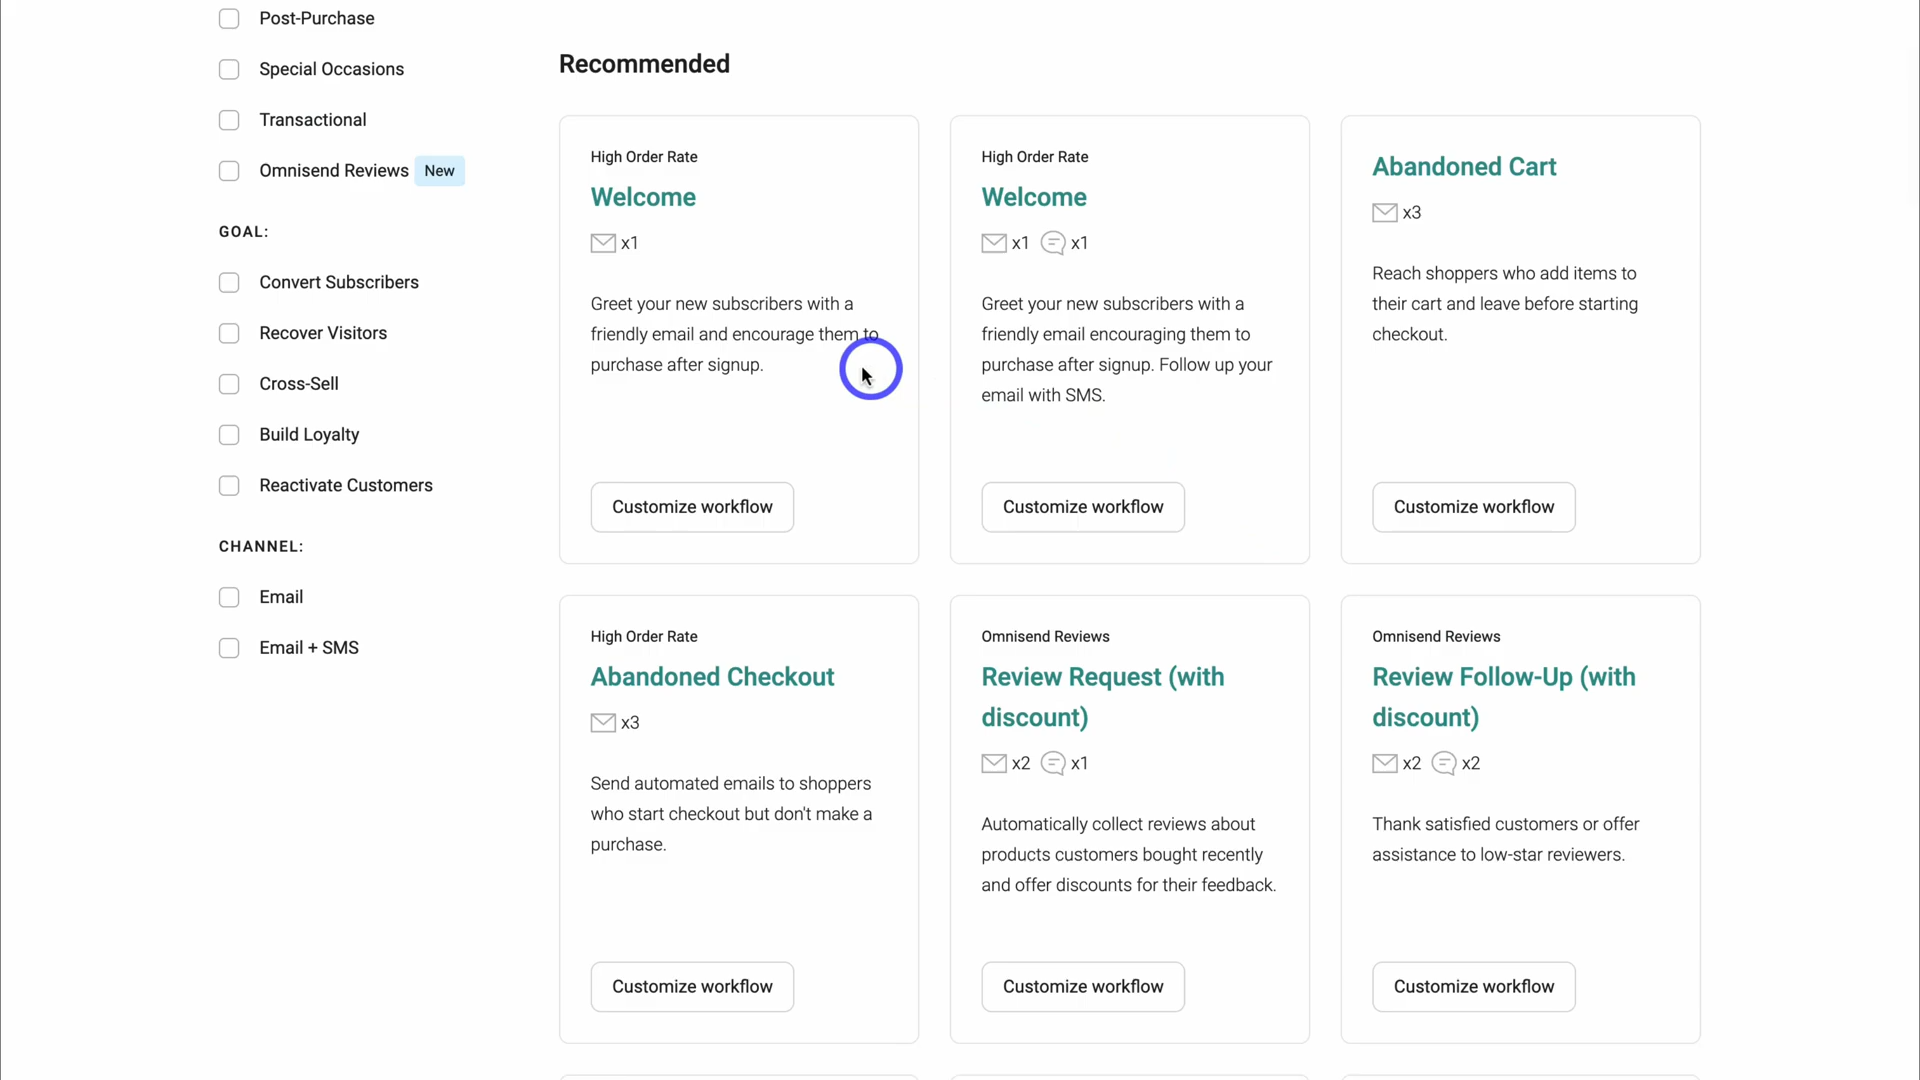 Post-Purchase
Special Occasions
Transactional
Omnisend Reviews New
GOAL:
Convert Subscribers
Recover Visitors
Cross-Sell
Build Loyalty
Reactivate Customers
CHANNEL:
Email
Email + SMS
Recommended
High Order Rate
Welcome
x1
Greet your new subscribers with a
friendly email and encourage them to
purchase after signup.
Customize workflow
High Order Rate
Welcome
x1 x1
Greet your new subscribers with a
friendly email encouraging them to
purchase after signup. Follow up your
email with SMS.
Customize workflow
Abandoned Cart
x3
Reach shoppers who add items to
their cart and leave before starting
checkout.
Customize workflow
High Order Rate
Abandoned Checkout
x3
Send automated emails to shoppers
who start checkout but don't make a
purchase.
Customize workflow
Omnisend Reviews
Review Request (with
discount)
x2 x1
Automatically collect reviews about
products customers bought recently
and offer discounts for their feedback.
Customize workflow
Omnisend Reviews
Review Follow-Up (with
discount)
x2 x2
Thank satisfied customers or offer
assistance to low-star reviewers.
Customize workflow